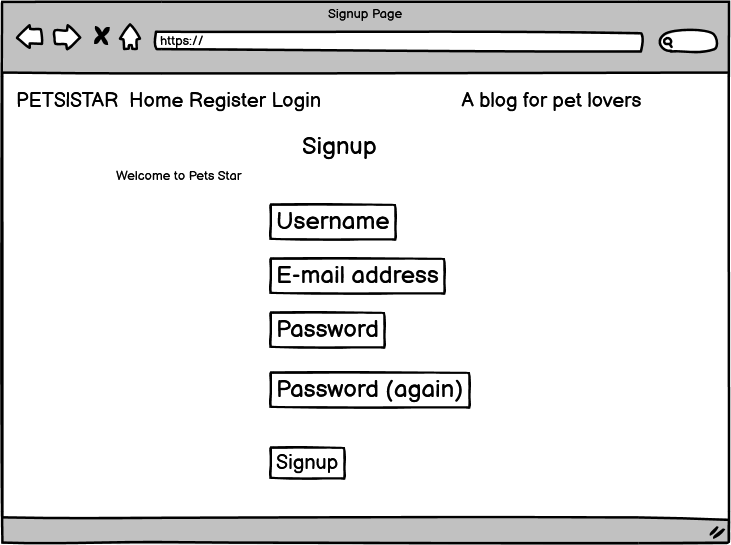 Signup Page
https://
PETSISTAR Home Register Login A blog for pet lovers
Signup
Welcome to Pets Star
Username
E-mail address
Password
Password (again)
Signup